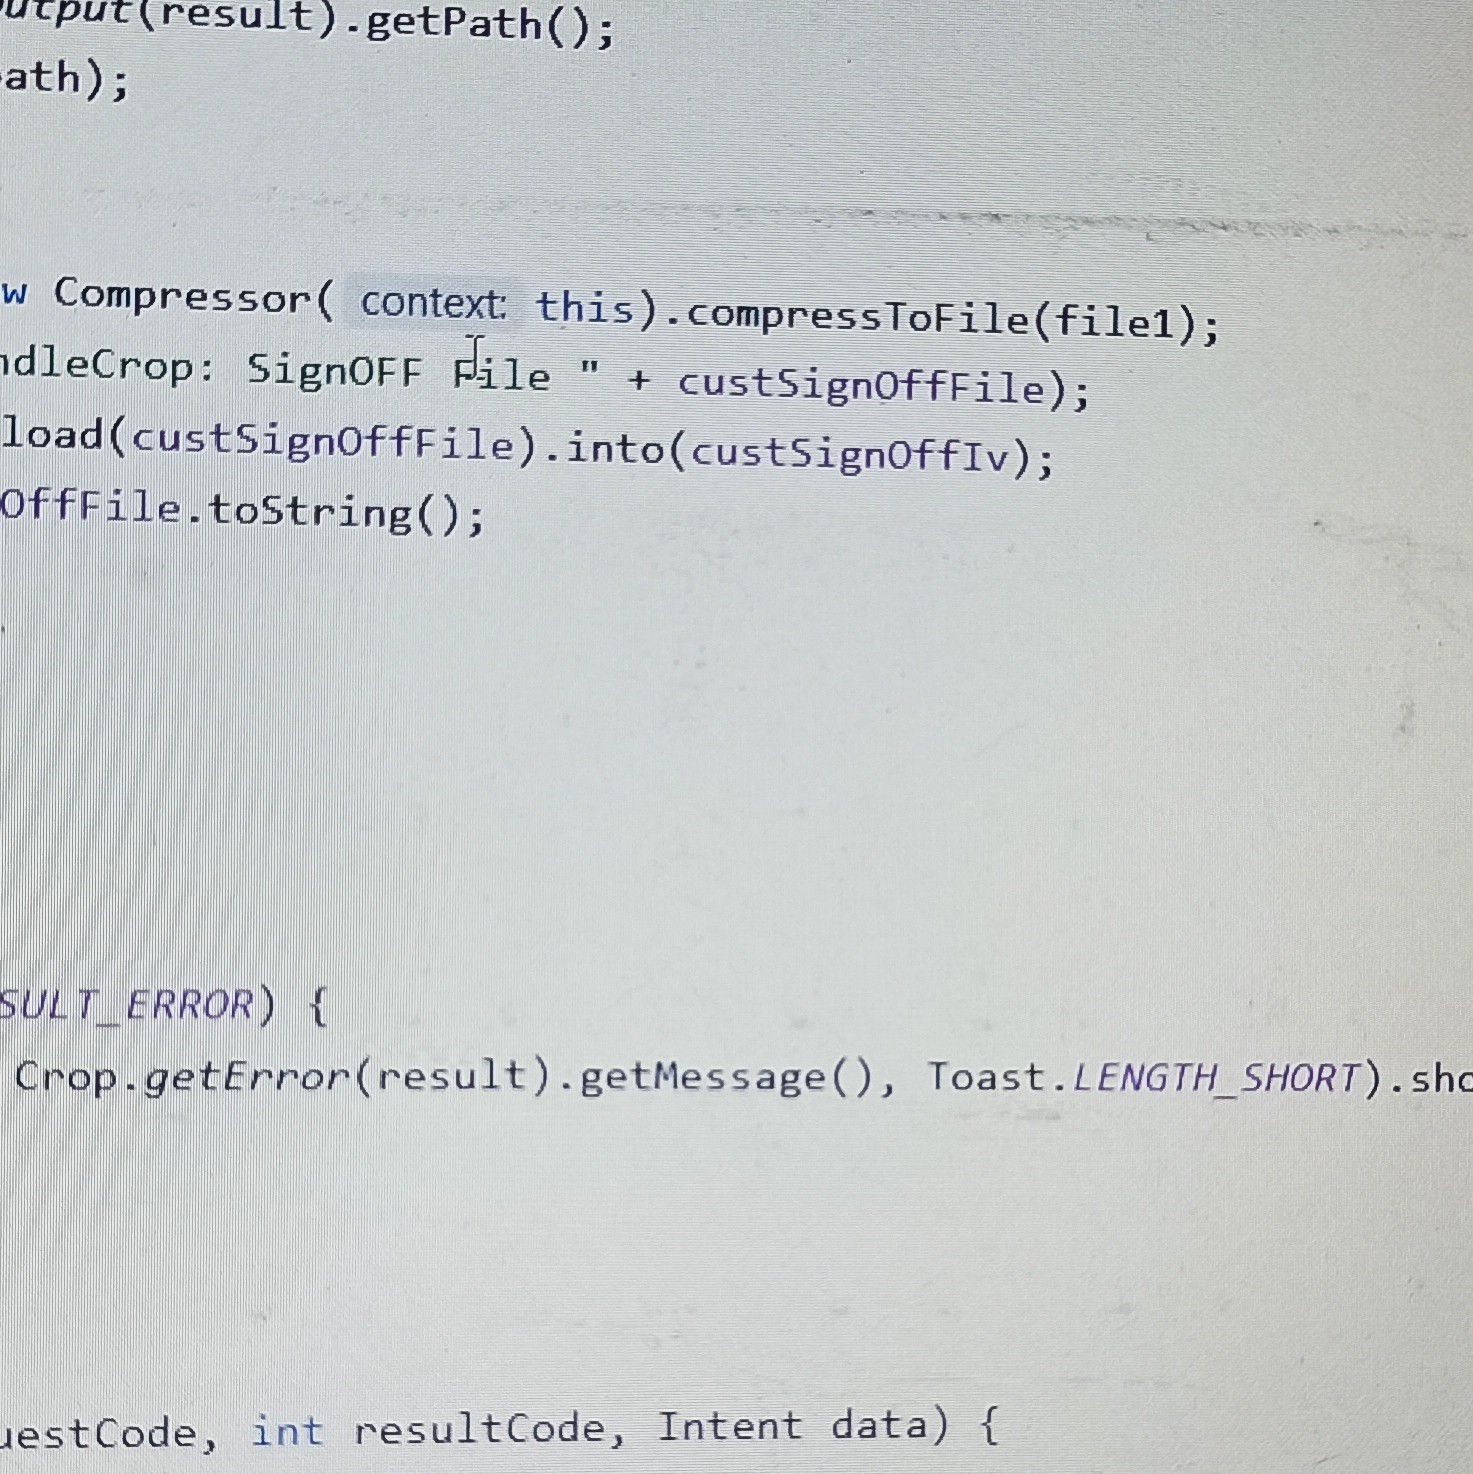 utput(result).getPath();
ath);
w Compressor( context: this).compressToFile(file1);
ndleCrop: SignOFF File " + custSignOffFile);
load(custSignOffFile).into(custSignOffIv);
OffFile.toString();
SULT_ERROR) {
Crop.getError(result).getMessage(), Toast.LENGTH_SHORT).sho
uestCode, int resultCode, Intent data) {